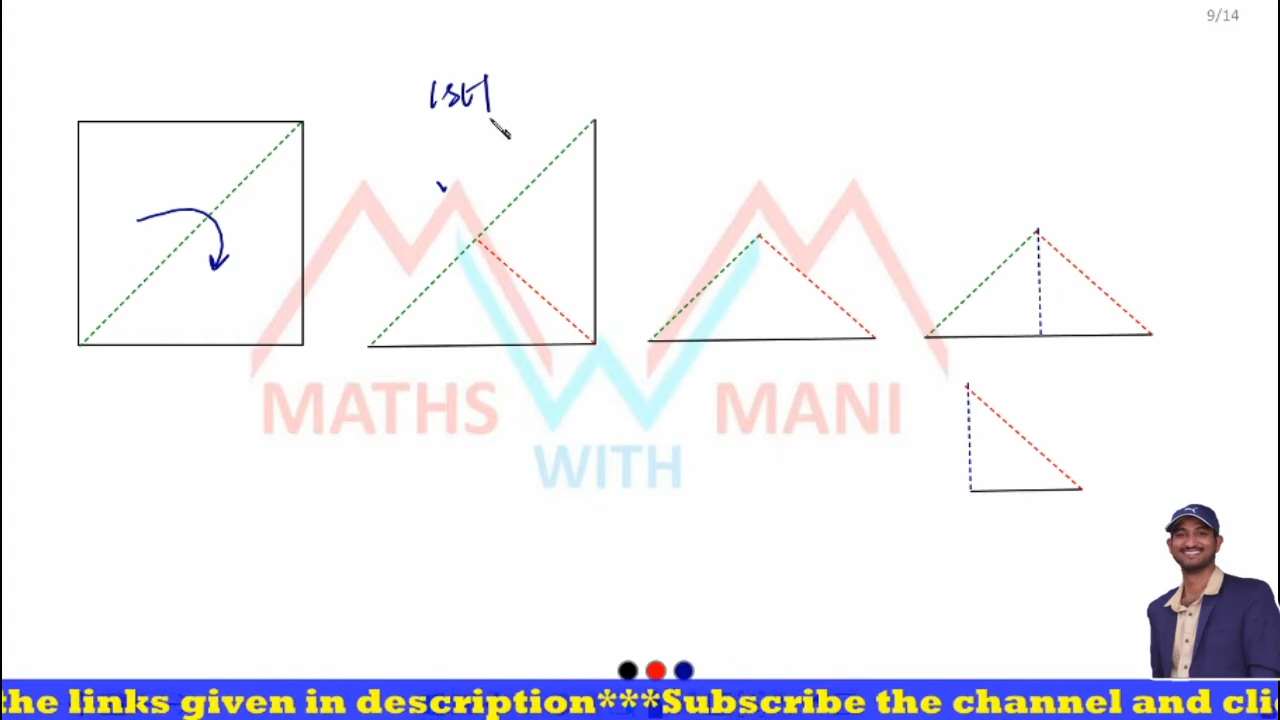 9/14
1st
MATHS
WITH
MANI
the links given in description***Subscribe the channel and cli